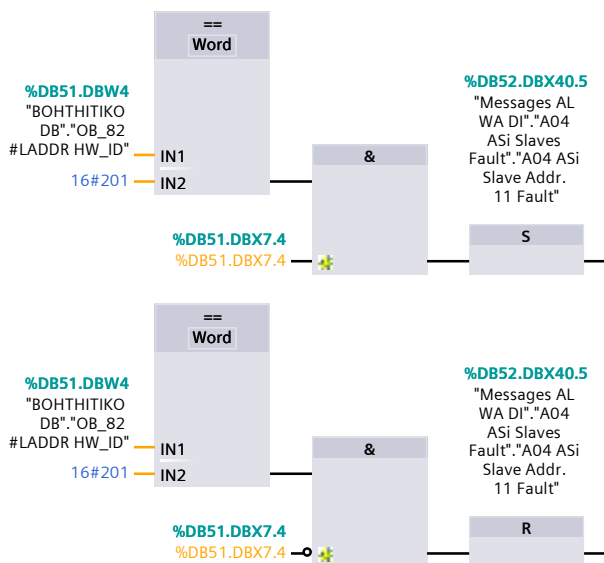 ==
Word
%DB51.DBW4
"BOHTHITIKO
DB"."OB_82
#LADDR HW_ID"
IN1
16#201
IN2
&
%DB51.DBX7.4
%DB51.DBX7.4
%DB52.DBX40.5
"Messages AL
WA DI"."A04
ASi Slaves
Fault"."A04 ASi
Slave Addr.
11 Fault"
S
==
Word
%DB51.DBW4
"BOHTHITIKO
DB"."OB_82
#LADDR HW_ID"
IN1
16#201
IN2
&
%DB51.DBX7.4
%DB51.DBX7.4
%DB52.DBX40.5
"Messages AL
WA DI"."A04
ASi Slaves
Fault"."A04 ASi
Slave Addr.
11 Fault"
R